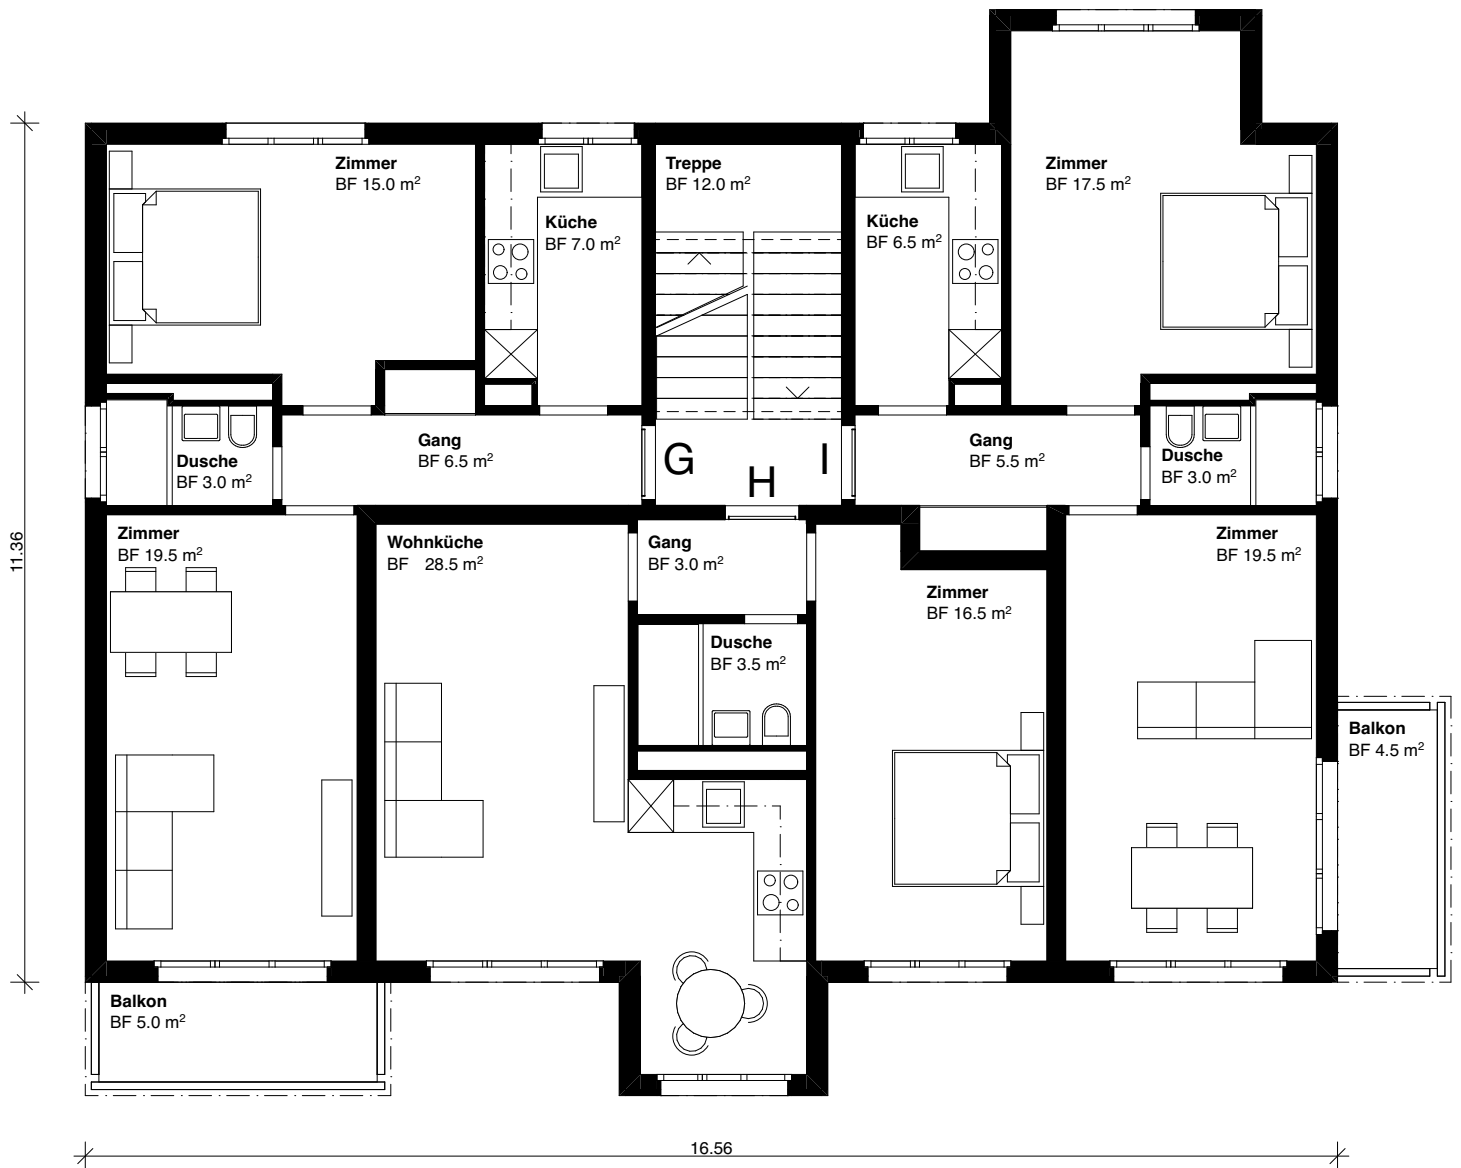 Zimmer
BF 15.0 m²
Treppe
BF 12.0 m²
Zimmer
BF 17.5 m²
Küche
BF 7.0 m²
Küche
BF 6.5 m²
Gang
BF 6.5 m²
Gang
BF 5.5 m²
Dusche
BF 3.0 m²
Dusche
BF 3.0 m²
G
H
I
Zimmer
BF 19.5 m²
Wohnküche
BF 28.5 m²
Gang
BF 3.0 m²
Zimmer
BF 19.5 m²
Zimmer
BF 16.5 m²
Dusche
BF 3.5 m²
Balkon
BF 4.5 m²
Balkon
BF 5.0 m²
11.36
16.56